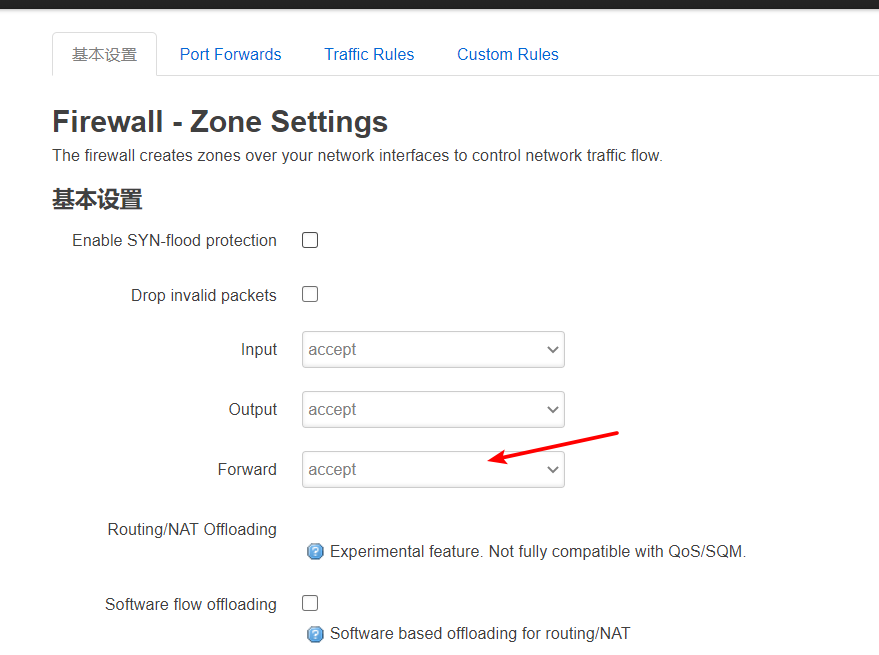 基本设置 Port Forwards Traffic Rules Custom Rules
Firewall - Zone Settings
The firewall creates zones over your network interfaces to control network traffic flow.
基本设置
Enable SYN-flood protection
Drop invalid packets
Input accept
Output accept
Forward accept
Routing/NAT Offloading
Experimental feature. Not fully compatible with QoS/SQM.
Software flow offloading
Software based offloading for routing/NAT